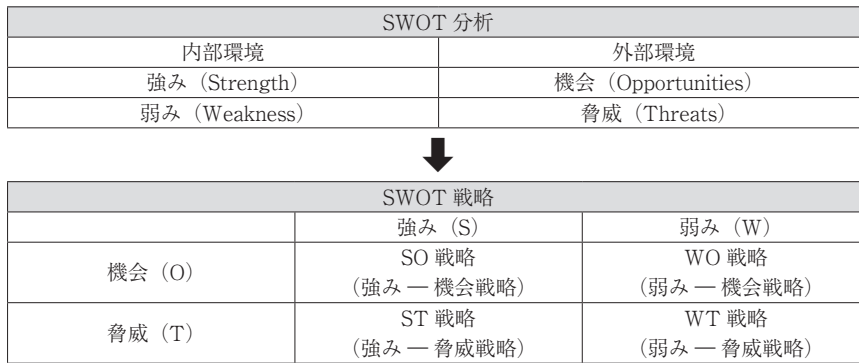 SWOT 分析
内部環境 外部環境
強み（Strength） 機会（Opportunities）
弱み（Weakness） 脅威（Threats）
SWOT 戦略
強み（S） 弱み（W）
機会（O） SO 戦略 WO 戦略
（強み ― 機会戦略） （弱み ― 機会戦略）
脅威（T） ST 戦略 WT 戦略
（強み ― 脅威戦略） （弱み ― 脅威戦略）